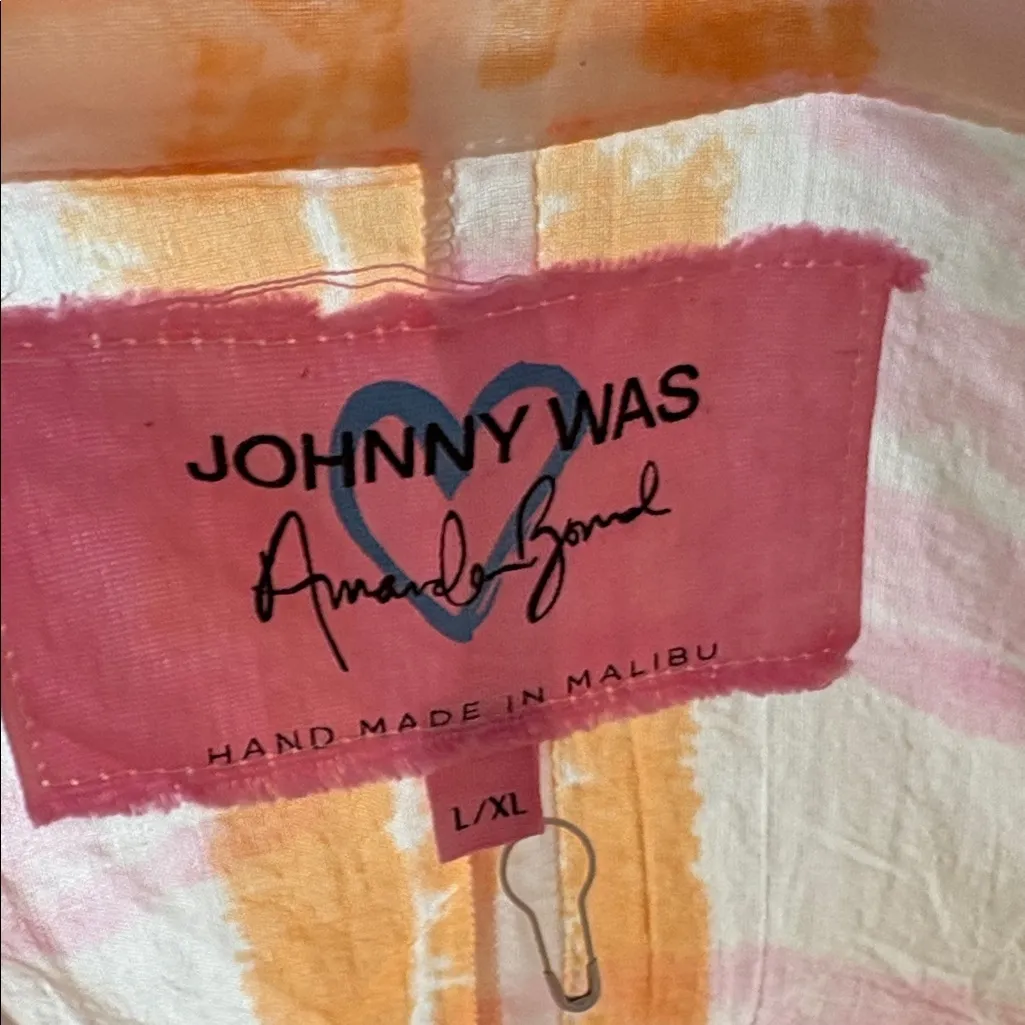 JOHNNY WAS
Amanda Bond
HAND MADE IN MALIBU
L/XL